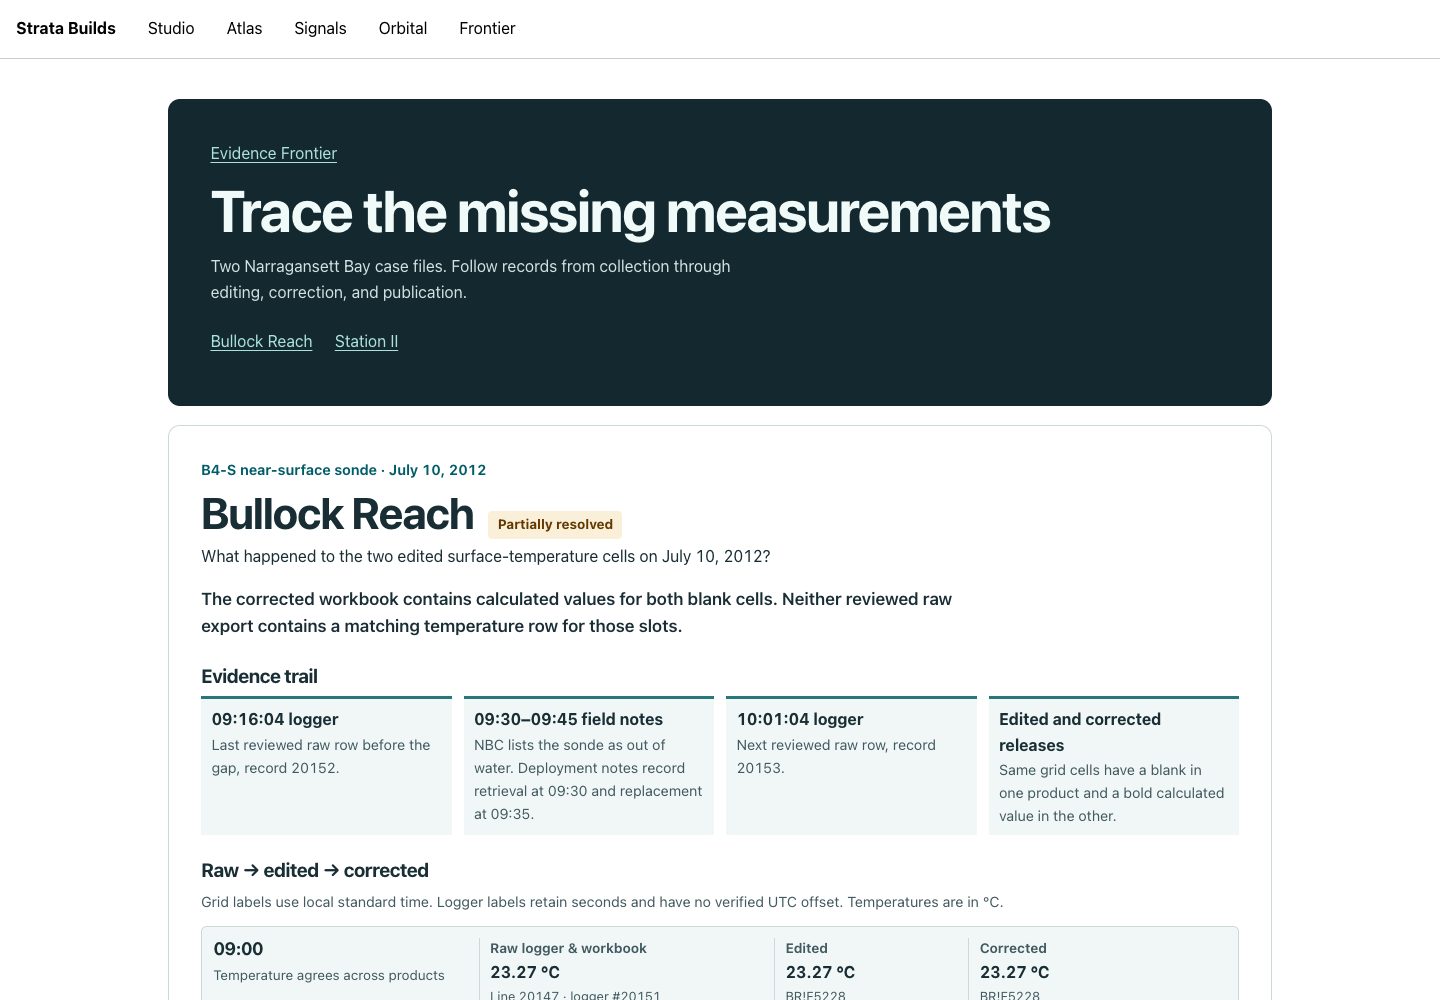 Strata Builds Studio Atlas Signals Orbital Frontier
Evidence Frontier
Trace the missing measurements
Two Narragansett Bay case files. Follow records from collection through
editing, correction, and publication.
Bullock Reach Station II
B4-S near-surface sonde · July 10, 2012
Bullock Reach Partially resolved
What happened to the two edited surface-temperature cells on July 10, 2012?
The corrected workbook contains calculated values for both blank cells. Neither reviewed raw
export contains a matching temperature row for those slots.
Evidence trail
09:16:04 logger
Last reviewed raw row before the
gap, record 20152.
09:30–09:45 field notes
NBC lists the sonde as out of
water. Deployment notes record
retrieval at 09:30 and replacement
at 09:35.
10:01:04 logger
Next reviewed raw row, record
20153.
Edited and corrected
releases
Same grid cells have a blank in
one product and a bold calculated
value in the other.
Raw → edited → corrected
Grid labels use local standard time. Logger labels retain seconds and have no verified UTC offset. Temperatures are in °C.
09:00
Temperature agrees across products
Raw logger & workbook
23.27 °C
Line 20147 · logger #20151
Edited
23.27 °C
BR!F5228
Corrected
23.27 °C
BR!F5228